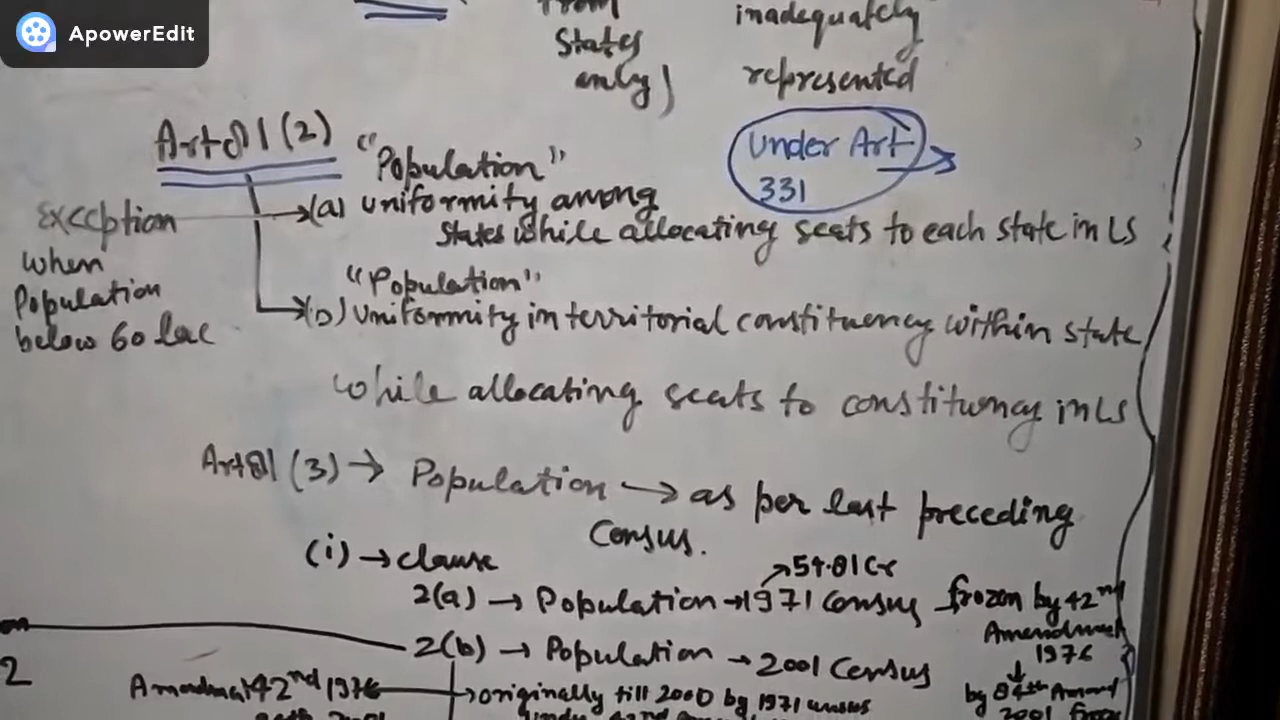 ApowerEdit
from
States
only)
inadequately
represented
Art 81(2)
"Population"
Under Art
331
→(a) uniformity among
States while allocating seats to each state in LS
Exception
when
Population
below 60 lac
"Population"
→(b) Uniformity in territorial constituency within state
while allocating seats to constituency in LS
Art 81 (3) → Population → as per last preceding
Census.
(i) → clause
54.81 Cr
2(a) → Population → 1971 Census frozen by 42nd
Amendment
1976
2(b) → Population → 2001 Census
2
Amendment 42nd 1976
→originally till 2000 by 1971 census
by 84th Amend
2001